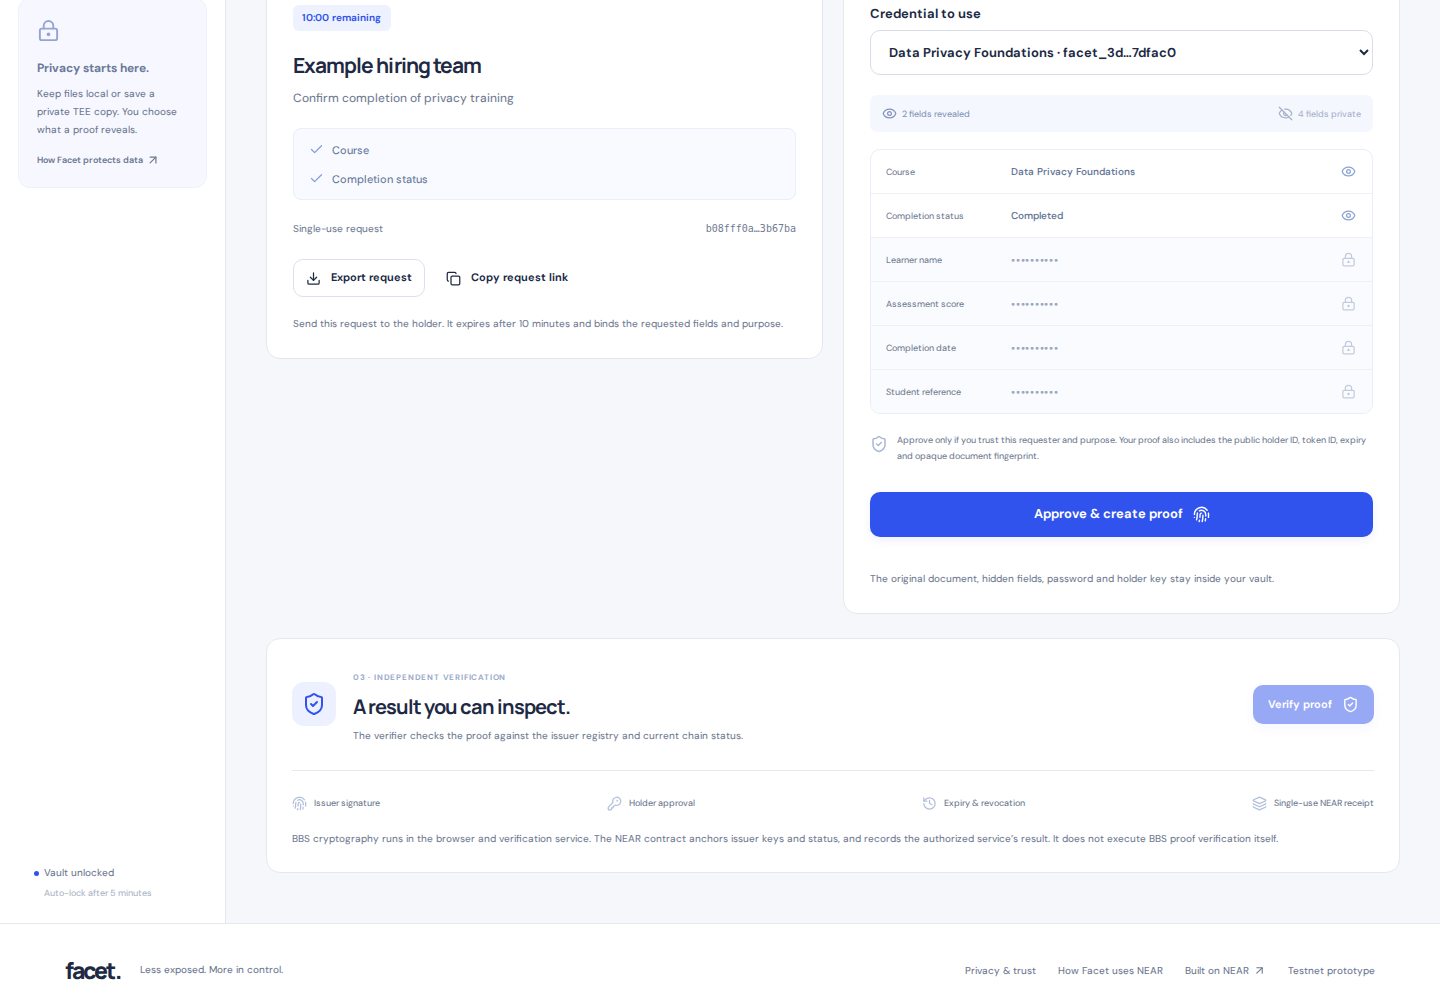 Privacy starts here.
Keep files local or save a
private TEE copy. You choose
what a proof reveals.
How Facet protects data
Vault unlocked
Auto-lock after 5 minutes
10:00 remaining
Example hiring team
Confirm completion of privacy training
Course
Completion status
Single-use request b08fff0a…3b67ba
Export request Copy request link
Send this request to the holder. It expires after 10 minutes and binds the requested fields and purpose.
Credential to use
Data Privacy Foundations · facet_3d…7dfac0
2 fields revealed 4 fields private
Course Data Privacy Foundations
Completion status Completed
Learner name ••••••••••
Assessment score ••••••••••
Completion date ••••••••••
Student reference ••••••••••
Approve only if you trust this requester and purpose. Your proof also includes the public holder ID, token ID, expiry
and opaque document fingerprint.
Approve & create proof
The original document, hidden fields, password and holder key stay inside your vault.
03 · INDEPENDENT VERIFICATION
A result you can inspect.
The verifier checks the proof against the issuer registry and current chain status.
Verify proof
Issuer signature Holder approval Expiry & revocation Single-use NEAR receipt
BBS cryptography runs in the browser and verification service. The NEAR contract anchors issuer keys and status, and records the authorized service's result. It does not execute BBS proof verification itself.
facet. Less exposed. More in control. Privacy & trust How Facet uses NEAR Built on NEAR Testnet prototype